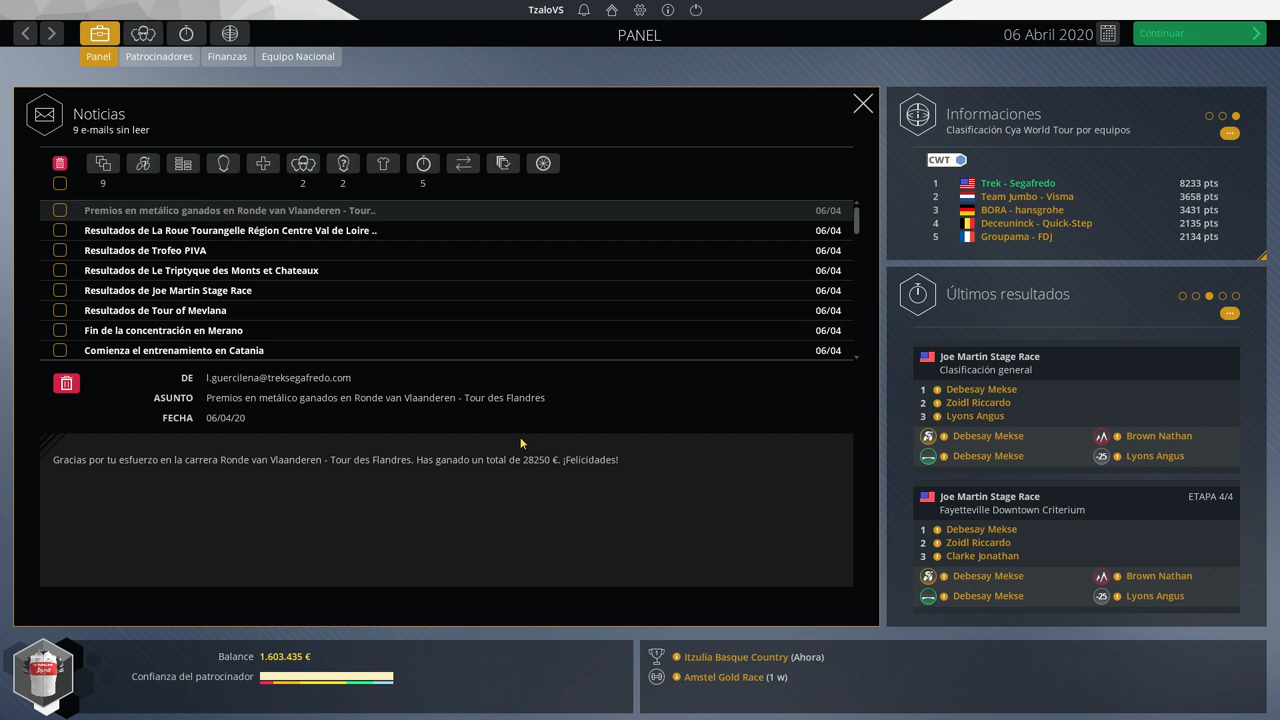 TzaloVS
PANEL
06 Abril 2020
Continuar
Panel
Patrocinadores
Finanzas
Equipo Nacional
Noticias
9 e-mails sin leer
9
2
2
5
Premios en metálico ganados en Ronde van Vlaanderen - Tour.. 06/04
Resultados de La Roue Tourangelle Région Centre Val de Loire .. 06/04
Resultados de Trofeo PIVA 06/04
Resultados de Le Triptyque des Monts et Chateaux 06/04
Resultados de Joe Martin Stage Race 06/04
Resultados de Tour of Mevlana 06/04
Fin de la concentración en Merano 06/04
Comienza el entrenamiento en Catania 06/04
DE l.guercilena@treksegafredo.com
ASUNTO Premios en metálico ganados en Ronde van Vlaanderen - Tour des Flandres
FECHA 06/04/20
Gracias por tu esfuerzo en la carrera Ronde van Vlaanderen - Tour des Flandres. Has ganado un total de 28250 €. ¡Felicidades!
Informaciones
Clasificación Cya World Tour por equipos
CWT
1 Trek - Segafredo 8233 pts
2 Team Jumbo - Visma 3658 pts
3 BORA - hansgrohe 3431 pts
4 Deceuninck - Quick-Step 2135 pts
5 Groupama - FDJ 2134 pts
Últimos resultados
Joe Martin Stage Race
Clasificación general
1 Debesay Mekse
2 Zoidl Riccardo
3 Lyons Angus
Debesay Mekse Brown Nathan
Debesay Mekse -25 Lyons Angus
Joe Martin Stage Race ETAPA 4/4
Fayetteville Downtown Criterium
1 Debesay Mekse
2 Zoidl Riccardo
3 Clarke Jonathan
Debesay Mekse Brown Nathan
Debesay Mekse -25 Lyons Angus
Balance 1.603.435 €
Confianza del patrocinador
Itzulia Basque Country (Ahora)
Amstel Gold Race (1 w)